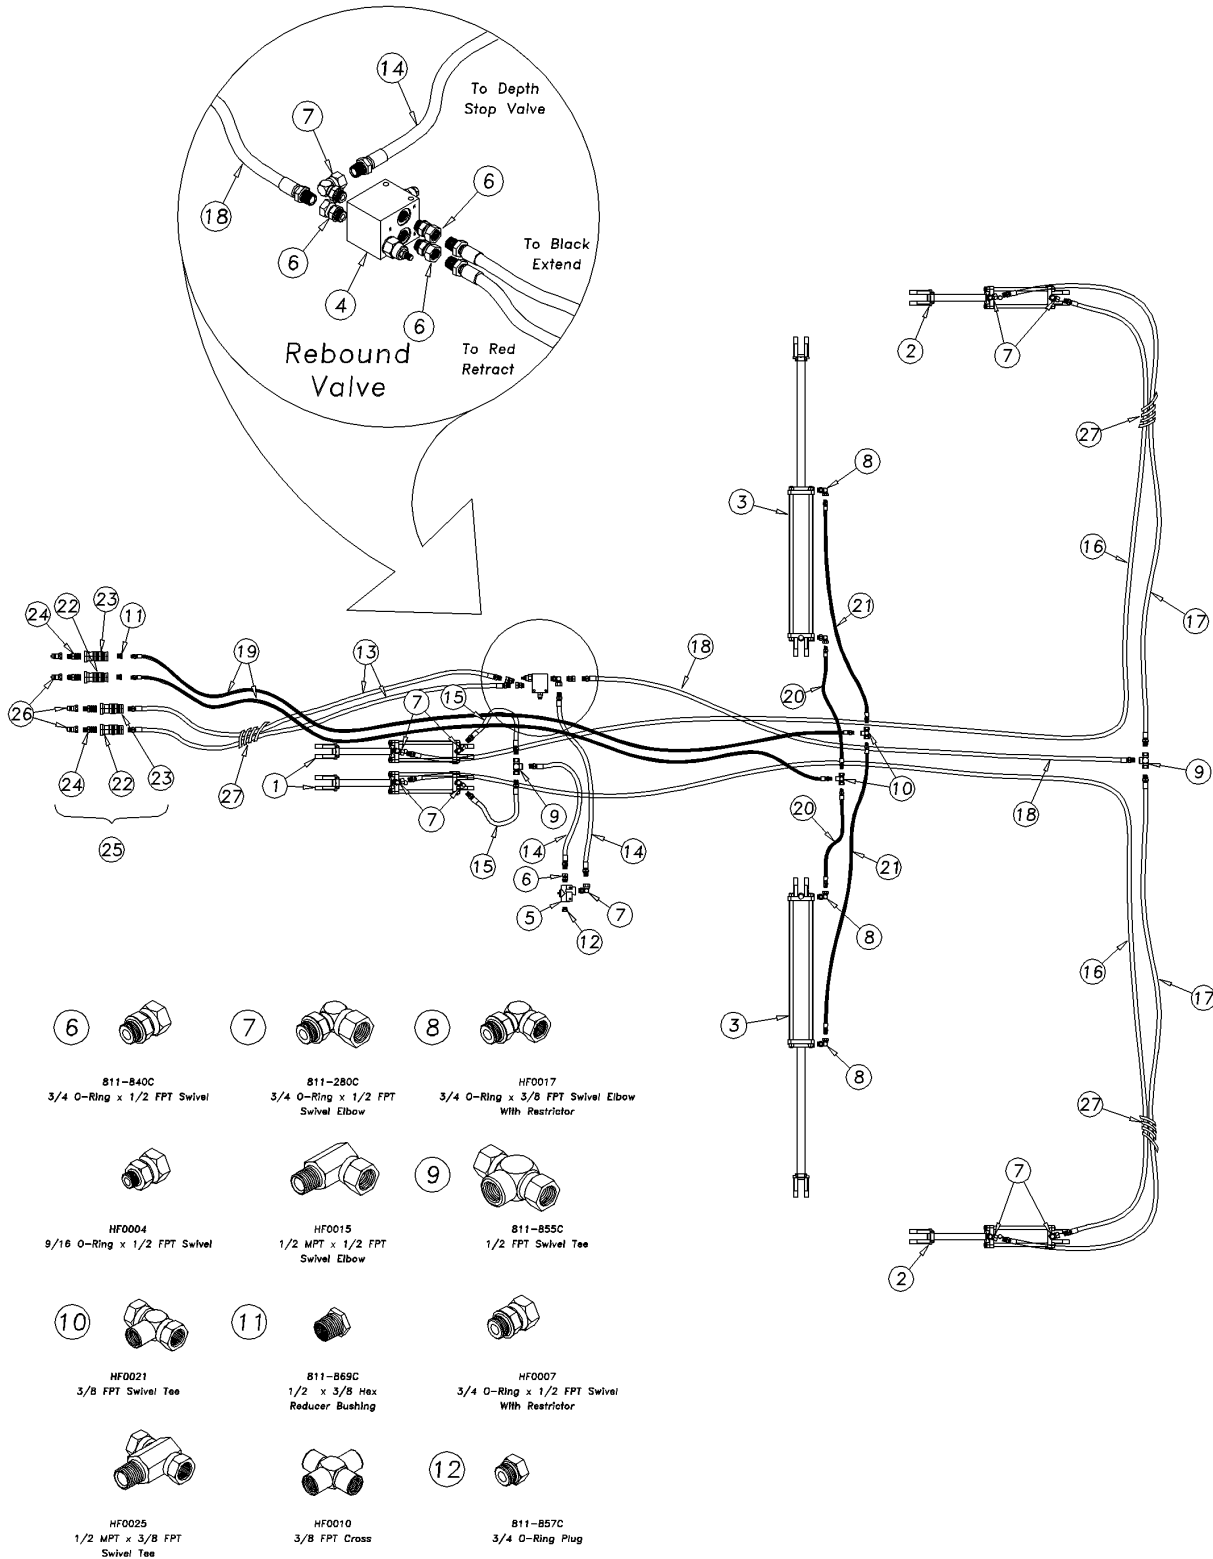 14
To Depth
Stop Valve
7
18
6
6
To Black
Extend
4
6
Rebound
Valve
To Red
Retract
2
7
27
8
3
16
17
21
24
22
23
11
19
13
18
20
15
7
26
24
22
23
27
1
7
9
10
18
9
25
15
14
14
20
21
6
5
7
12
8
16
17
3
8
27
7
2
6
7
8
811-840C
3/4 O-Ring x 1/2 FPT Swivel
811-280C
3/4 O-Ring x 1/2 FPT
Swivel Elbow
HF0017
3/4 O-Ring x 3/8 FPT Swivel Elbow
With Restrictor
9
HF0004
9/16 O-Ring x 1/2 FPT Swivel
HF0015
1/2 MPT x 1/2 FPT
Swivel Elbow
811-855C
1/2 FPT Swivel Tee
10
11
HF0021
3/8 FPT Swivel Tee
811-869C
1/2 x 3/8 Hex
Reducer Bushing
HF0007
3/4 O-Ring x 1/2 FPT Swivel
With Restrictor
12
HF0025
1/2 MPT x 3/8 FPT
Swivel Tee
HF0010
3/8 FPT Cross
811-857C
3/4 O-Ring Plug